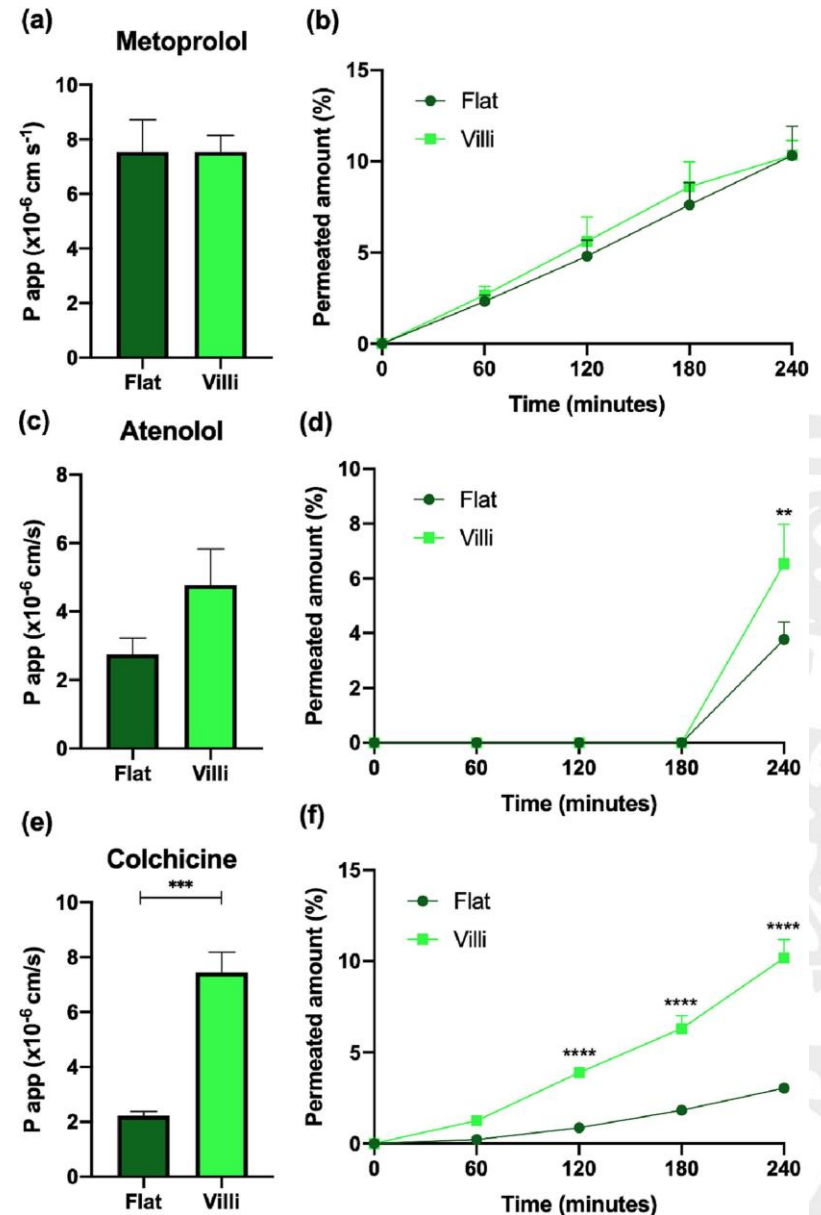 (a)
Metoprolol
P app (x10-6 cm s-1)
10
8
6
4
2
0
Flat Villi
(b)
Permeated amount (%)
15
10
5
0
Flat
Villi
0 60 120 180 240
Time (minutes)
(c)
Atenolol
P app (x10-6 cm/s)
8
6
4
2
0
Flat Villi
(d)
Permeated amount (%)
10
8
6
4
2
0
Flat
Villi
**
0 60 120 180 240
Time (minutes)
(e)
Colchicine
***
P app (x10-6 cm/s)
10
8
6
4
2
0
Flat Villi
(f)
Permeated amount (%)
15
10
5
0
Flat
Villi
****
****
****
0 60 120 180 240
Time (minutes)